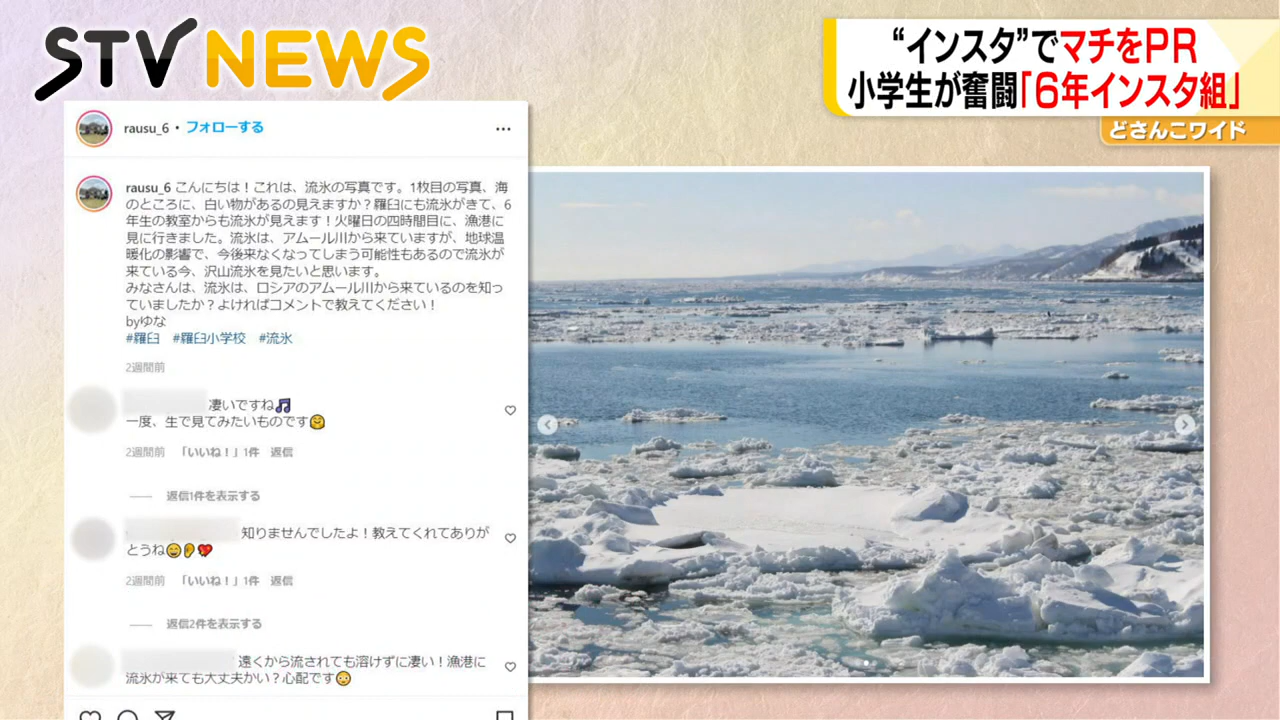 STV NEWS
“インスタ”でマチをPR
小学生が奮闘「6年インスタ組」
どさんこワイド
rausu_6 • フォローする
rausu_6 こんにちは！これは、流氷の写真です。1枚目の写真、海
のところに、白い物があるの見えますか？羅臼にも流氷がきて、6
年生の教室からも流氷が見えます！火曜日の四時間目に、漁港に
見に行きました。流氷は、アムール川から来ていますが、地球温
暖化の影響で、今後来なくなってしまう可能性もあるので流氷が
来ている今、沢山流氷を見たいと思います。
みなさんは、流氷は、ロシアのアムール川から来ているのを知っ
ていましたか？よければコメントで教えてください！
byゆな
#羅臼 #羅臼小学校 #流氷
2週間前
凄いですね🎵
一度、生で見てみたいものです🤗
2週間前 「いいね！」1件 返信
返信1件を表示する
知りませんでしたよ！教えてくれてありが
とうね😄👂💖
2週間前 「いいね！」1件 返信
返信2件を表示する
遠くから流されても溶けずに凄い！漁港に
流氷が来ても大丈夫かい？心配です😳